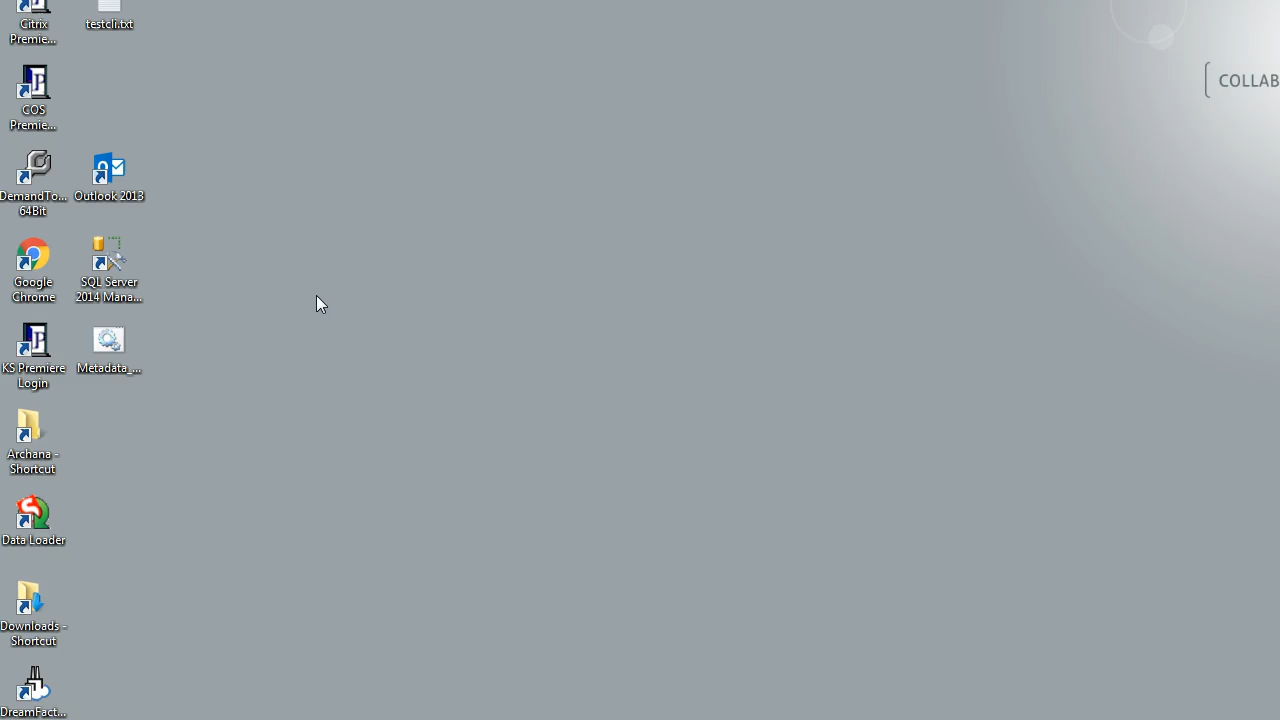 Citrix
Premie...
testcli.txt
COLLAB
COS
Premie...
DemandTo...
64Bit
Outlook 2013
Google
Chrome
SQL Server
2014 Mana...
KS Premiere
Login
Metadata_...
Archana -
Shortcut
Data Loader
Downloads -
Shortcut
DreamFact...